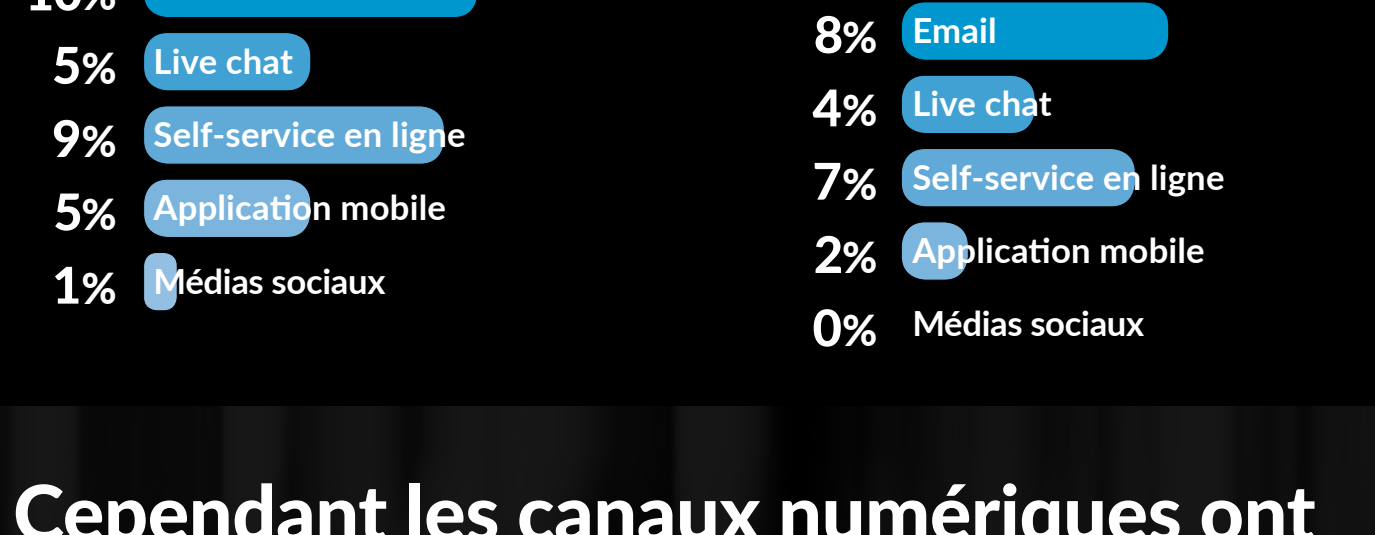 10%
5% Live chat
9% Self-service en ligne
5% Application mobile
1% Médias sociaux
8% Email
4% Live chat
7% Self-service en ligne
2% Application mobile
0% Médias sociaux
Cependant les canaux numériques ont